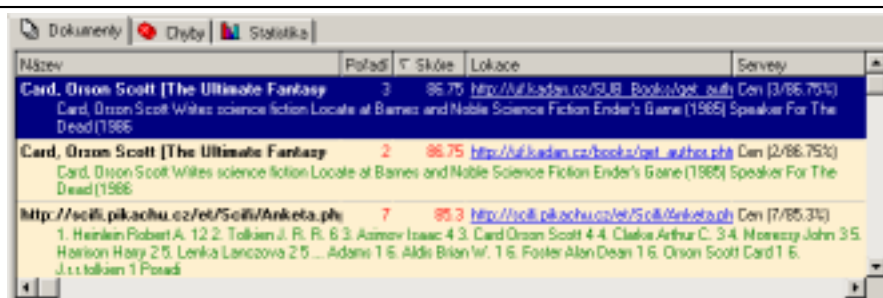 Dokumenty Chyby Statistika
Název Pořadí Skóre Lokace Servery
Card, Orson Scott [The Ultimate Fantasy 3 86.75 http://uf.kadan.cz/SUB_Books/get_auth Cen (3/86.75%)
Card, Orson Scott Writes science fiction Locate at Barnes and Noble Science Fiction Ender's Game (1985) Speaker For The
Dead (1986
Card, Orson Scott [The Ultimate Fantasy 2 86.75 http://uf.kadan.cz/books/get_author.pht Cen (2/86.75%)
Card, Orson Scott Writes science fiction Locate at Barnes and Noble Science Fiction Ender's Game (1985) Speaker For The
Dead (1986
http://scifi.pikachu.cz/et/Scifi/Anketa.ph 7 85.3 http://scifi.pikachu.cz/et/Scifi/Anketa.ph Cen (7/85.3%)
1. Heinlein Robert A. 12 2. Tolkien J. R. R. 6 3. Asimov Isaac 4 3. Card Orson Scott 4 4. Clarke Arthur C. 3 4. Morressy John 3 5.
Harrison Harry 2 5. Lenka Lanczova 2 5 ... Adams 1 6. Aldis Brian W. 1 6. Foster Alan Dean 1 6. Orson Scott Card 1 6.
J.r.r.tolkien 1 Poradi